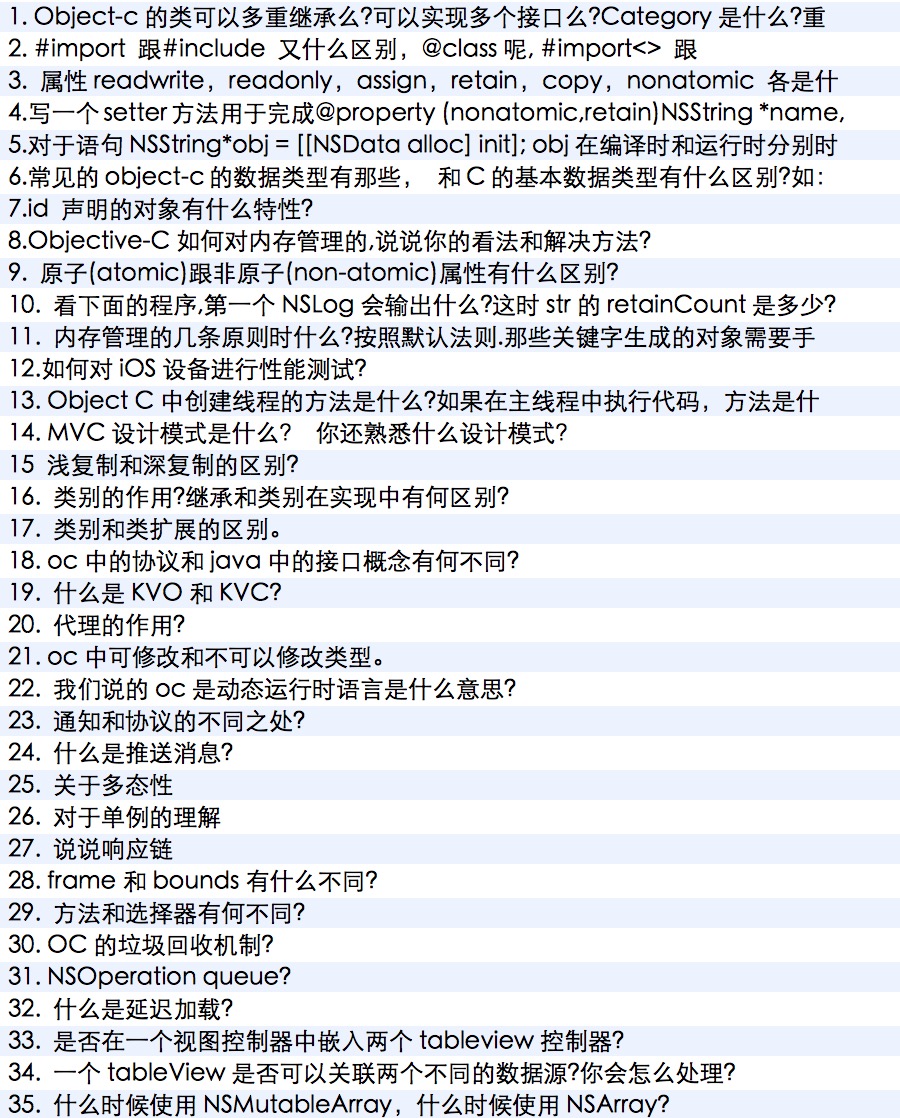 1. Object-c 的类可以多重继承么?可以实现多个接口么?Category 是什么?重
2. #import 跟#include 又什么区别，@class 呢, #import<> 跟
3. 属性 readwrite，readonly，assign，retain，copy，nonatomic 各是什
4.写一个 setter 方法用于完成@property (nonatomic,retain)NSString *name,
5.对于语句 NSString*obj = [[NSData alloc] init]; obj 在编译时和运行时分别时
6.常见的 object-c 的数据类型有那些， 和 C 的基本数据类型有什么区别?如：
7.id 声明的对象有什么特性?
8.Objective-C 如何对内存管理的,说说你的看法和解决方法?
9. 原子(atomic)跟非原子(non-atomic)属性有什么区别?
10. 看下面的程序,第一个 NSLog 会输出什么?这时 str 的 retainCount 是多少?
11. 内存管理的几条原则时什么?按照默认法则.那些关键字生成的对象需要手
12.如何对 iOS 设备进行性能测试?
13. Object C 中创建线程的方法是什么?如果在主线程中执行代码，方法是什
14. MVC 设计模式是什么? 你还熟悉什么设计模式?
15 浅复制和深复制的区别?
16. 类别的作用?继承和类别在实现中有何区别?
17. 类别和类扩展的区别。
18. oc 中的协议和 java 中的接口概念有何不同?
19. 什么是 KVO 和 KVC?
20. 代理的作用?
21. oc 中可修改和不可以修改类型。
22. 我们说的 oc 是动态运行时语言是什么意思?
23. 通知和协议的不同之处?
24. 什么是推送消息?
25. 关于多态性
26. 对于单例的理解
27. 说说响应链
28. frame 和 bounds 有什么不同?
29. 方法和选择器有何不同?
30. OC 的垃圾回收机制?
31. NSOperation queue?
32. 什么是延迟加载?
33. 是否在一个视图控制器中嵌入两个 tableview 控制器?
34. 一个 tableView 是否可以关联两个不同的数据源?你会怎么处理?
35. 什么时候使用 NSMutableArray，什么时候使用 NSArray?